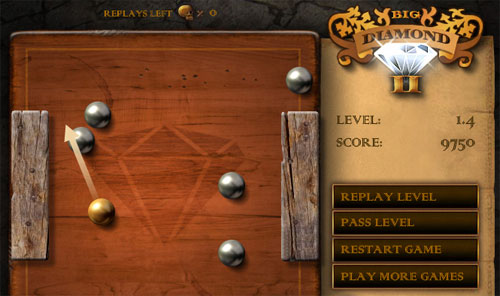 REPLAYS LEFT x 0
BIG
DIAMOND
II
LEVEL: 1.4
SCORE: 9750
REPLAY LEVEL
PASS LEVEL
RESTART GAME
PLAY MORE GAMES